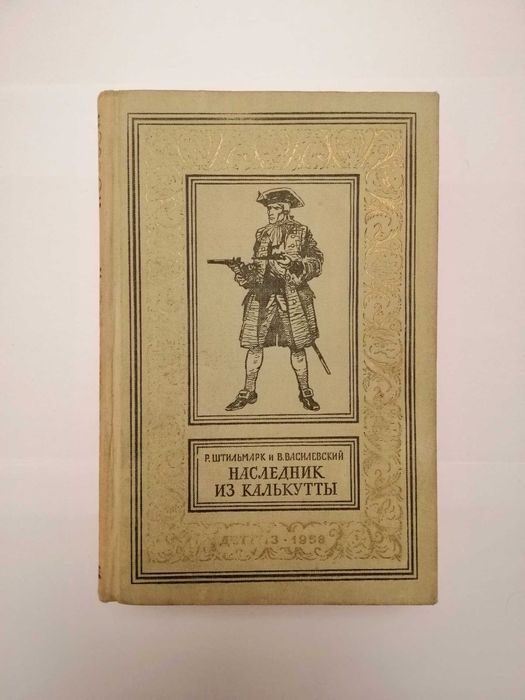 Р. ШТИЛЬМАРК И В. ВАСИЛЕВСКИЙ
НАСЛЕДНИК
ИЗ КАЛЬКУТТЫ
ДЕТГИЗ · 1958